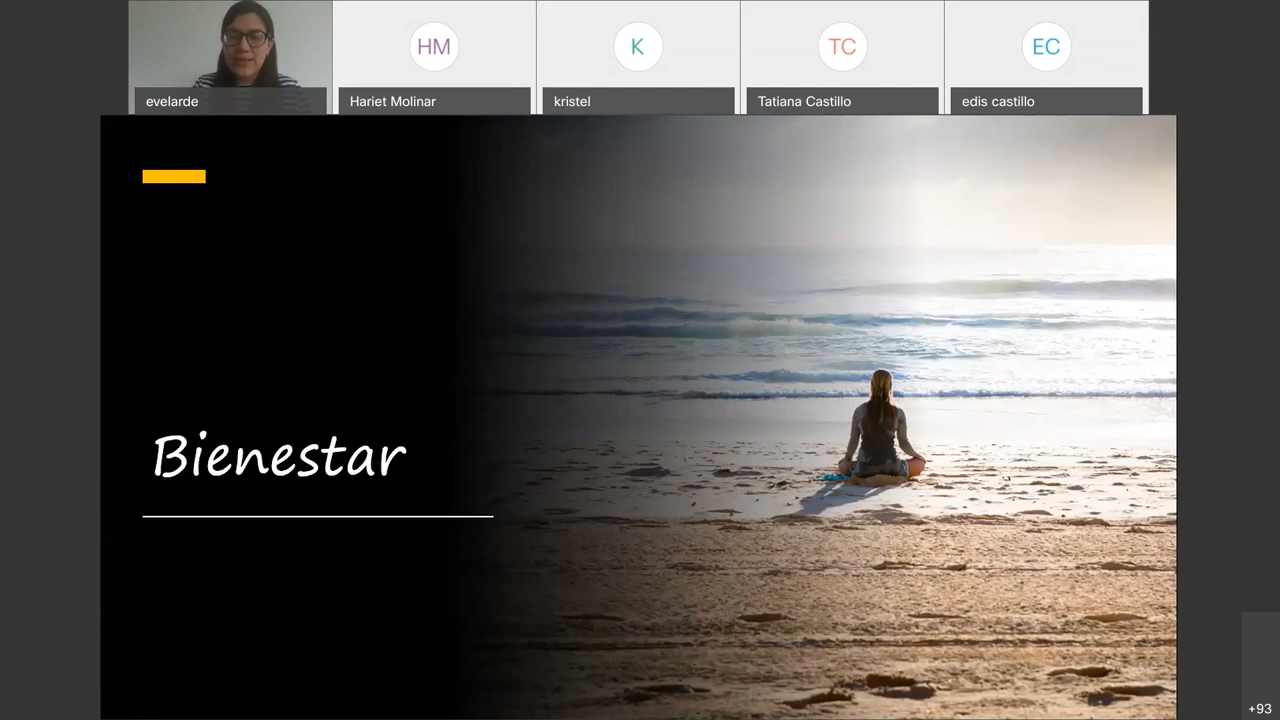 HM
K
TC
EC
evelarde
Hariet Molinar
kristel
Tatiana Castillo
edis castillo
Bienestar
+93